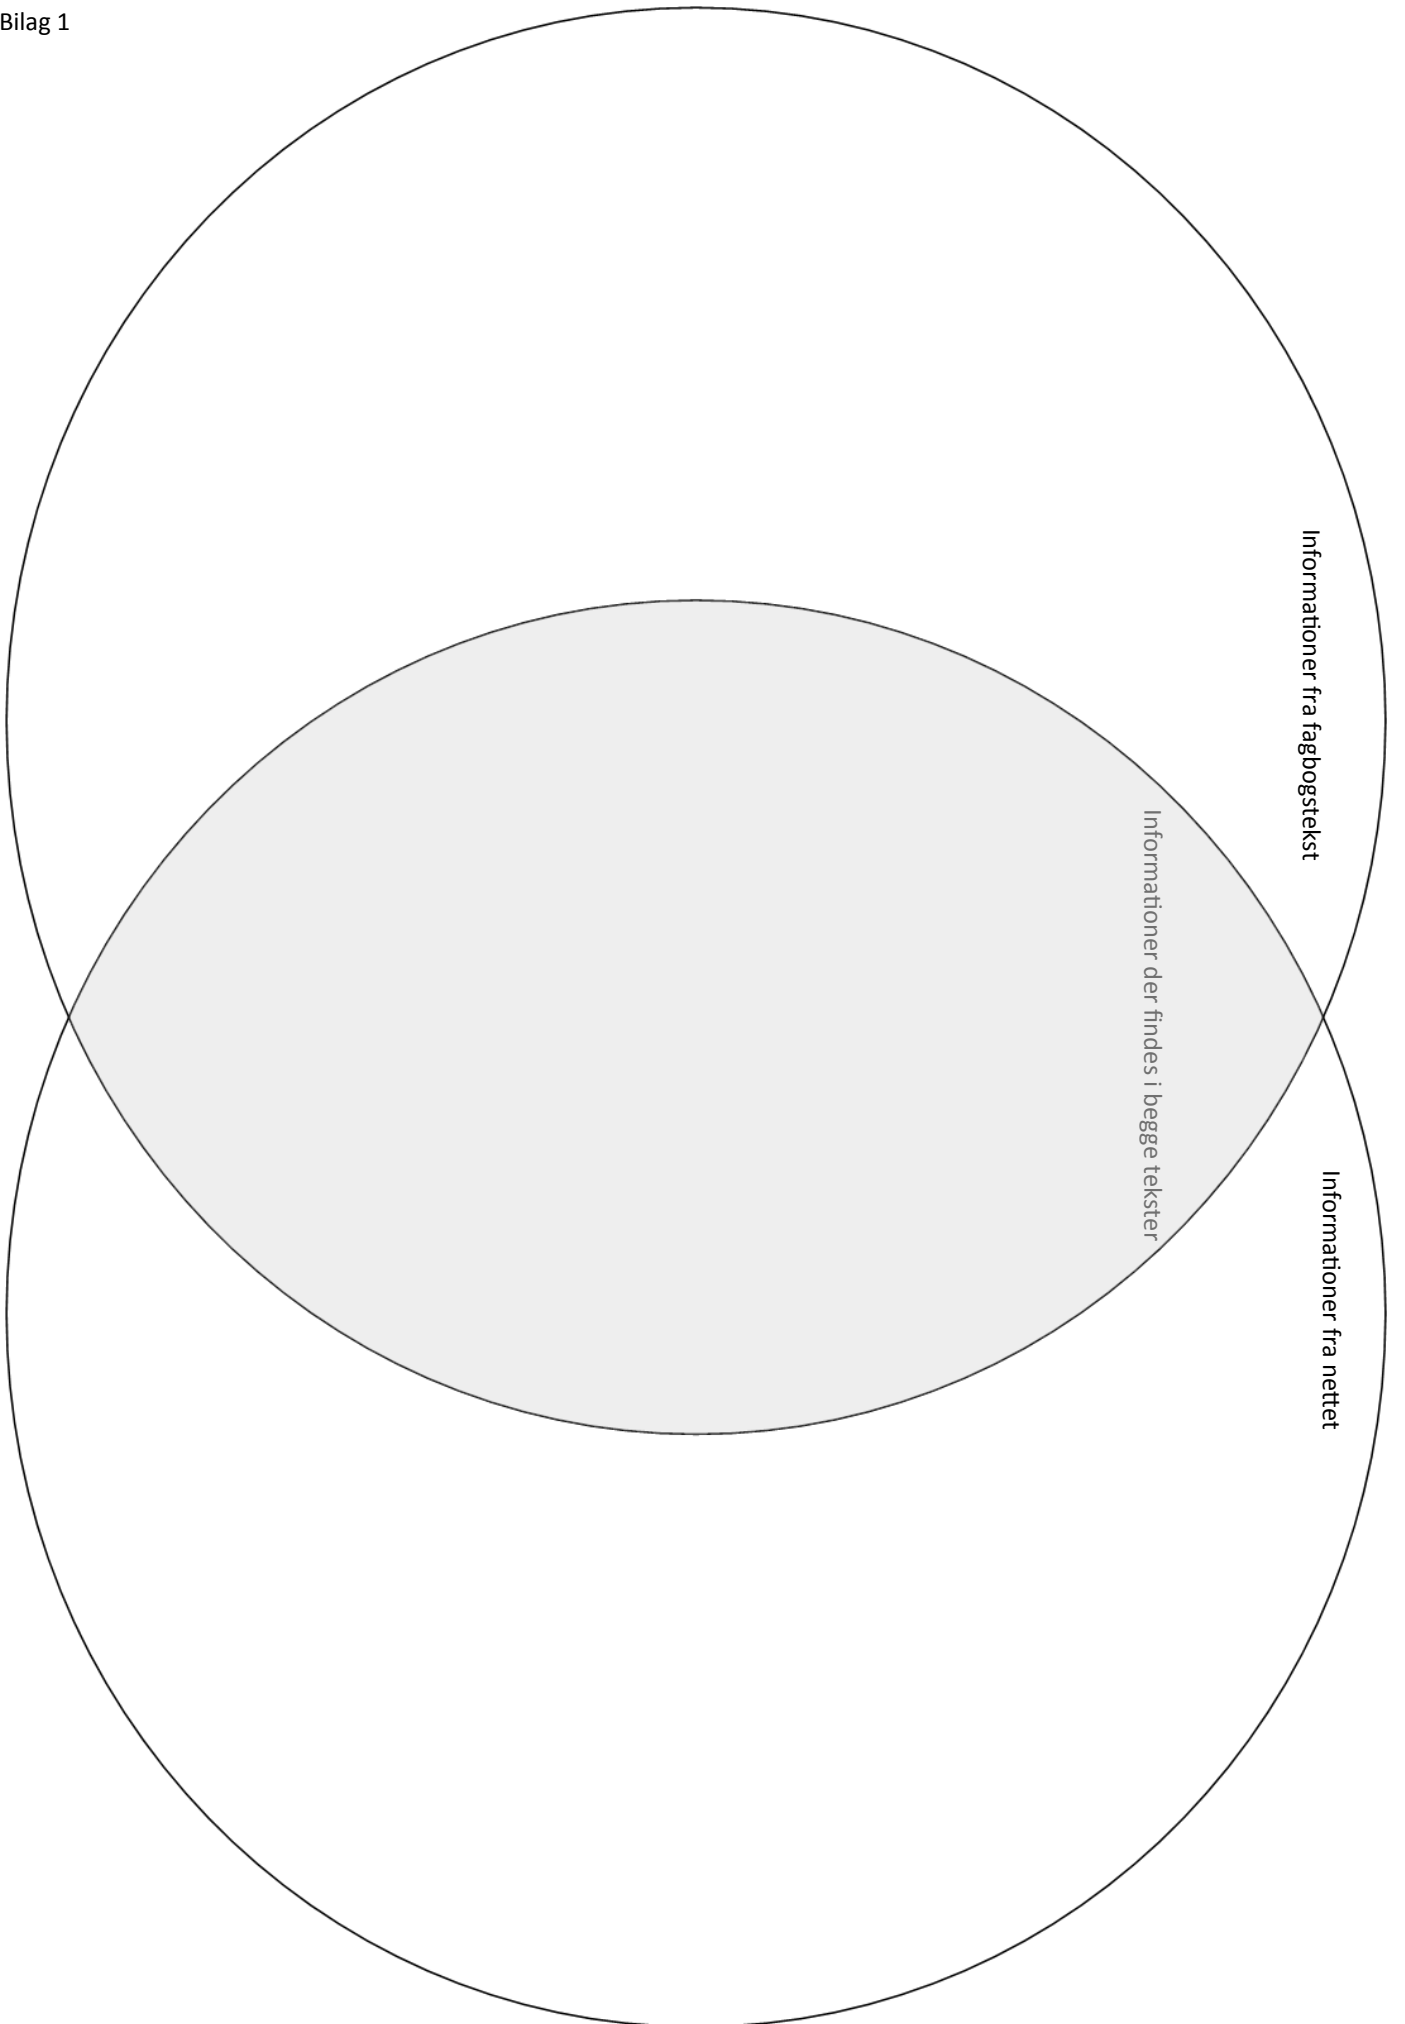 Bilag 1
Informationer fra fagbogstekst
Informationer der findes i begge tekster
Informationer fra nettet